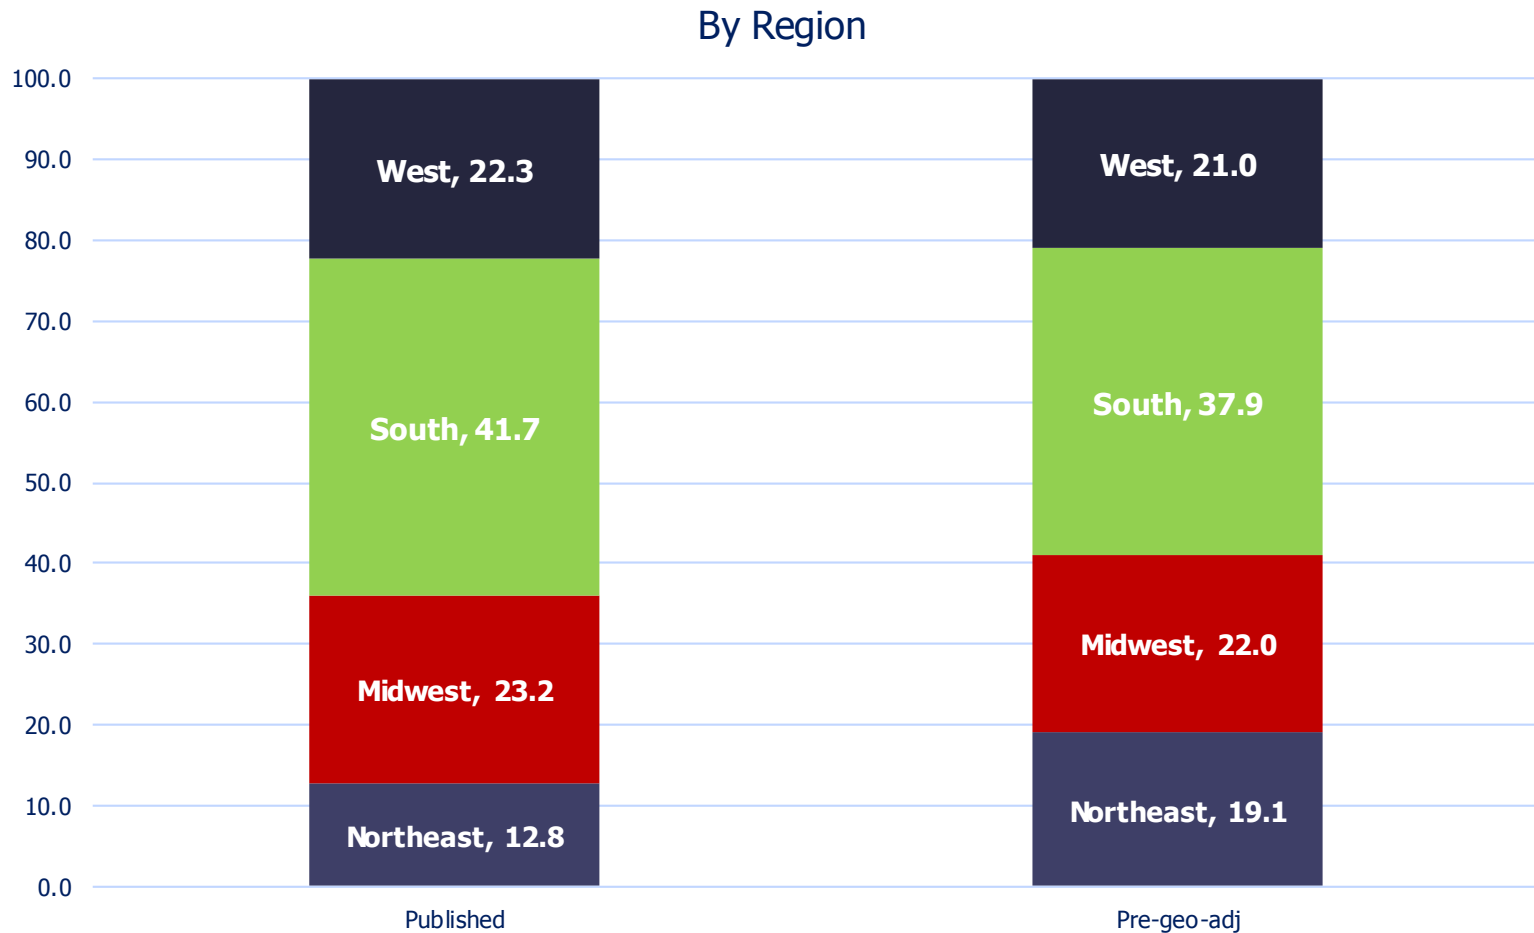 By Region
100.0
90.0
80.0
70.0
60.0
50.0
40.0
30.0
20.0
10.0
0.0
West, 22.3
South, 41.7
Midwest, 23.2
Northeast, 12.8
West, 21.0
South, 37.9
Midwest, 22.0
Northeast, 19.1
Published
Pre-geo-adj